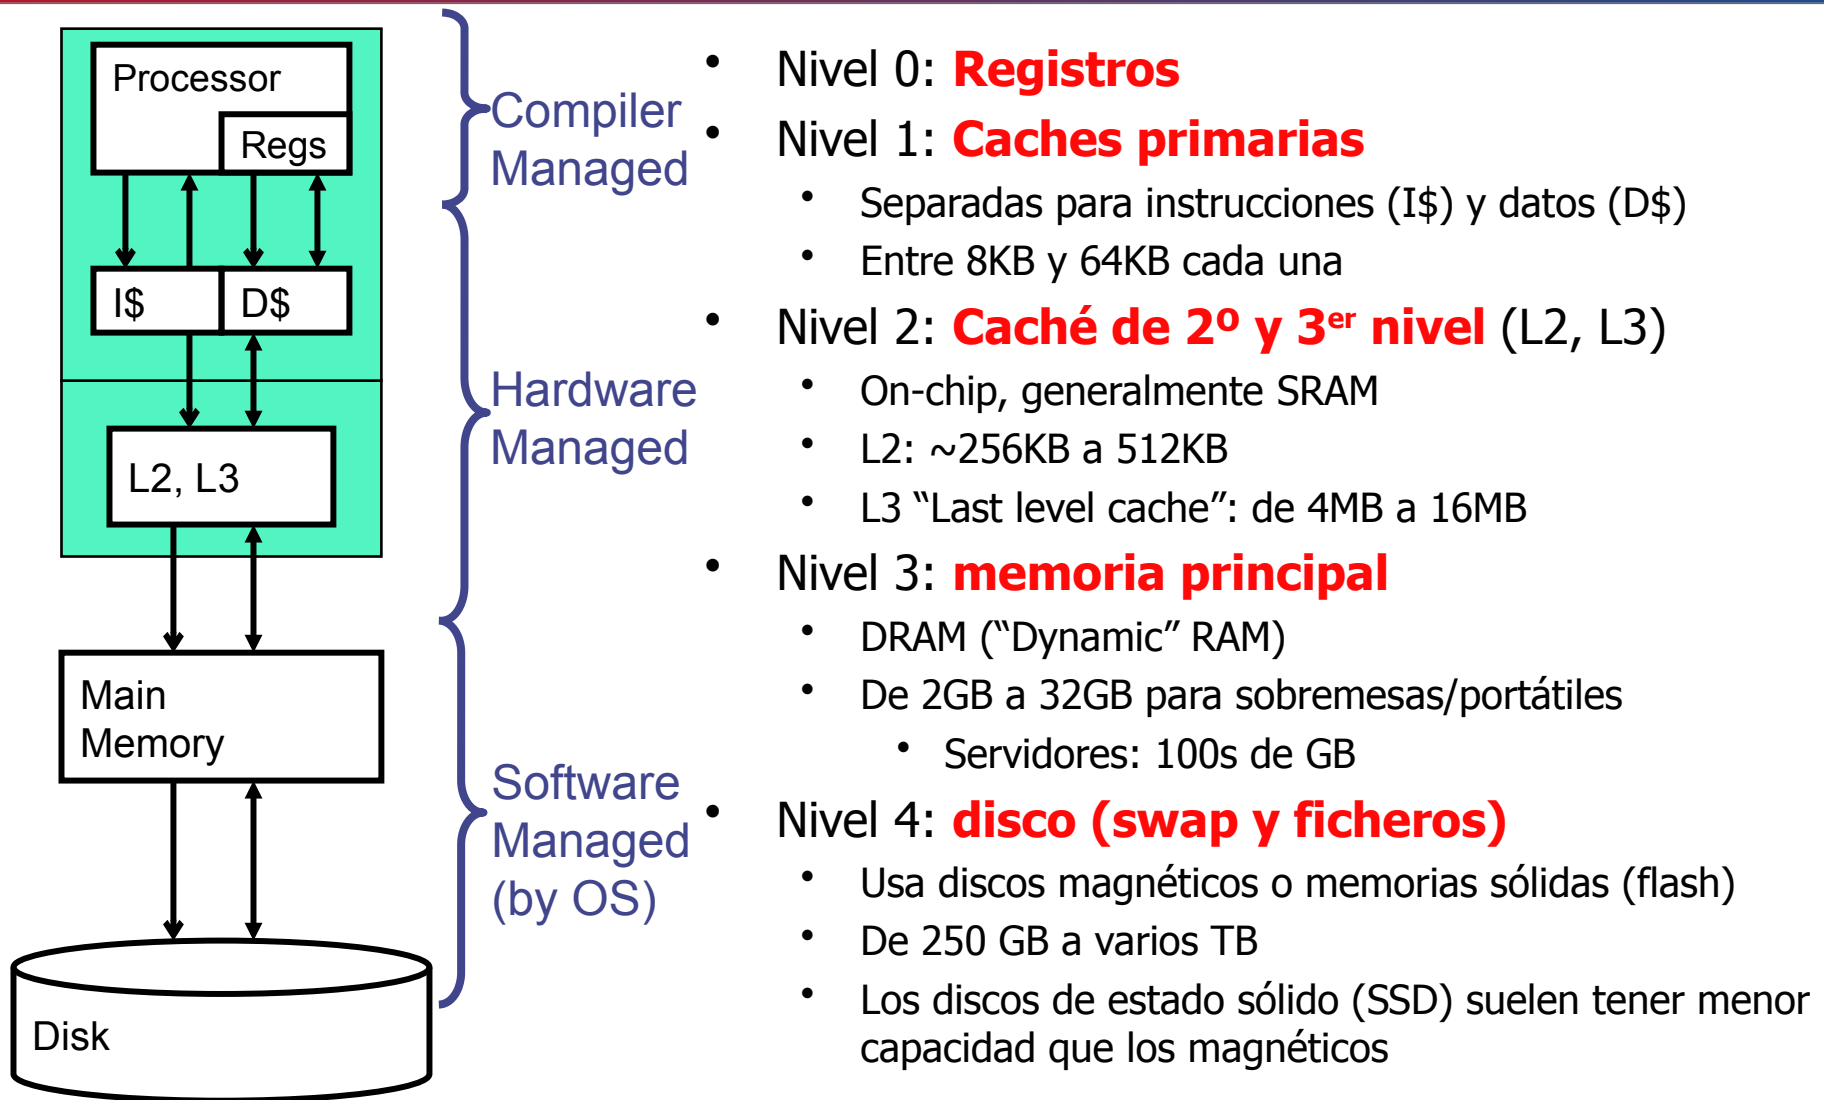 Processor
Regs
I$
D$
L2, L3
Main
Memory
Disk
Compiler
Managed
Hardware
Managed
Software
Managed
(by OS)
• Nivel 0: Registros
• Nivel 1: Caches primarias
• Separadas para instrucciones (I$) y datos (D$)
• Entre 8KB y 64KB cada una
• Nivel 2: Caché de 2º y 3er nivel (L2, L3)
• On-chip, generalmente SRAM
• L2: ~256KB a 512KB
• L3 “Last level cache”: de 4MB a 16MB
• Nivel 3: memoria principal
• DRAM (“Dynamic” RAM)
• De 2GB a 32GB para sobremesas/portátiles
• Servidores: 100s de GB
• Nivel 4: disco (swap y ficheros)
• Usa discos magnéticos o memorias sólidas (flash)
• De 250 GB a varios TB
• Los discos de estado sólido (SSD) suelen tener menor
capacidad que los magnéticos